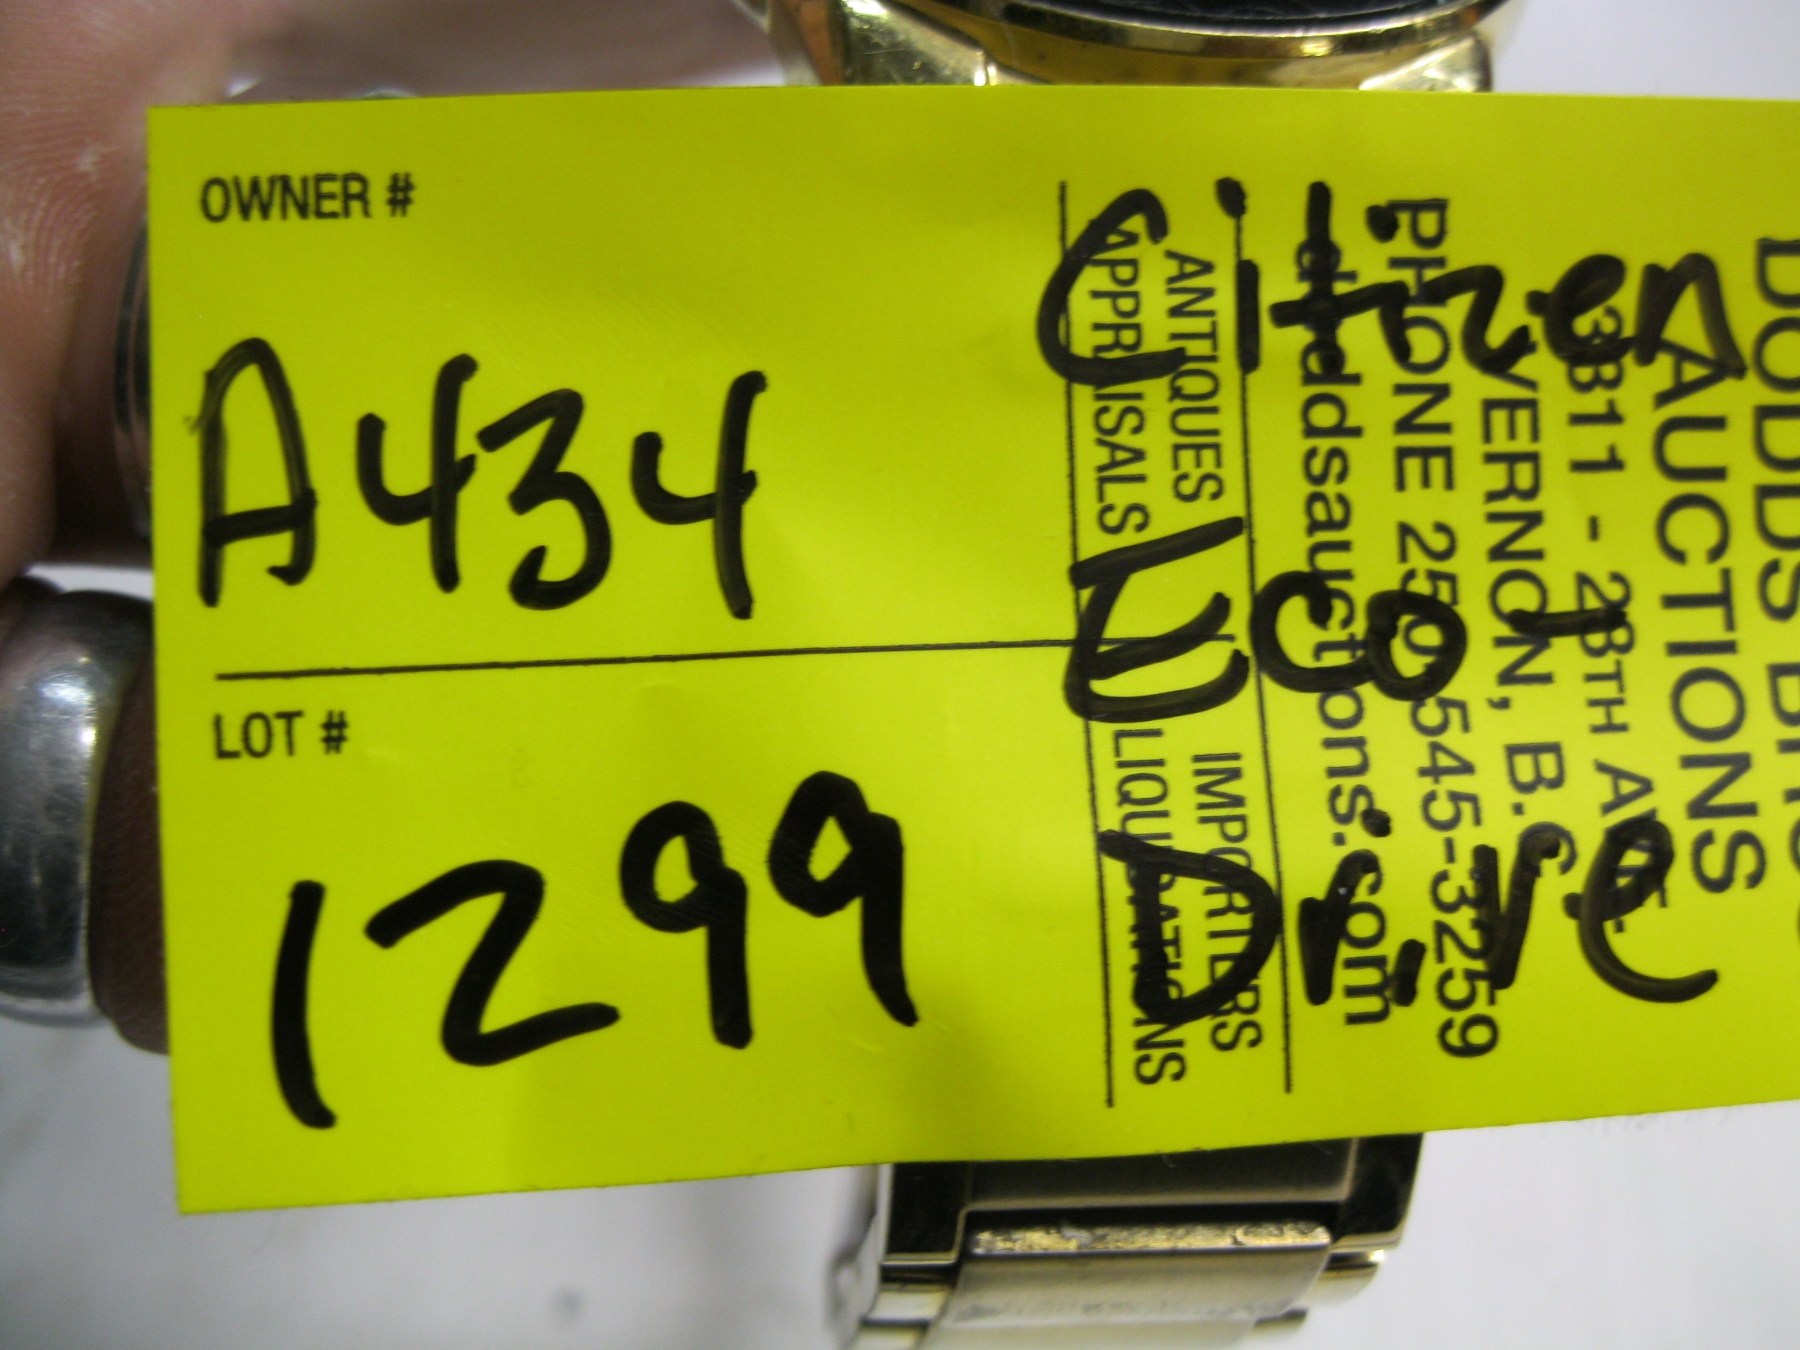 OWNER #
A434
LOT #
1299
Citizen
Eco-
Drive
AUCTIONS
3311 - 28TH AVE.
VERNON, B.C.
PHONE 250-545-3259
doddsauctions.com
ANTIQUES IMPORTERS
APPRAISALS LIQUIDATIONS
DODDS